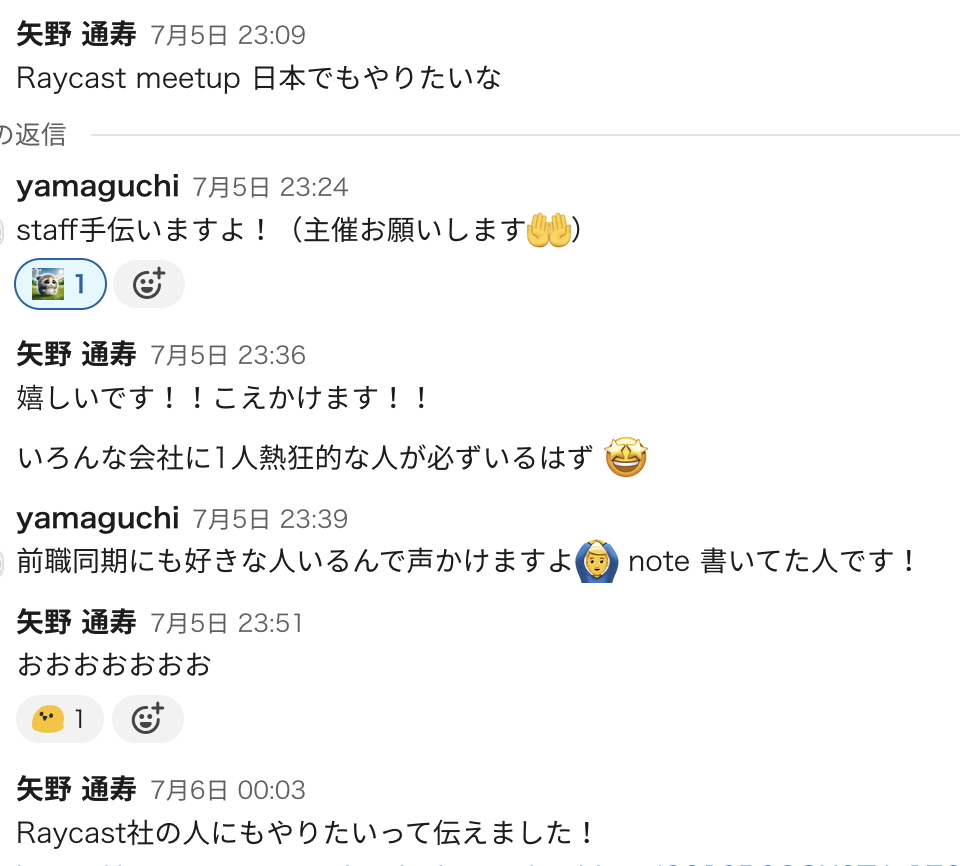 矢野 通寿 7月5日 23:09
Raycast meetup 日本でもやりたいな
の返信
yamaguchi 7月5日 23:24
staff手伝いますよ！（主催お願いします🤲）
1
矢野 通寿 7月5日 23:36
嬉しいです！！こえかけます！！
いろんな会社に1人熱狂的な人が必ずいるはず 🤩
yamaguchi 7月5日 23:39
前職同期にも好きな人いるんで声かけますよ🙆‍♂️ note 書いてた人です！
矢野 通寿 7月5日 23:51
おおおおおおお
1
矢野 通寿 7月6日 00:03
Raycast社の人にもやりたいって伝えました！